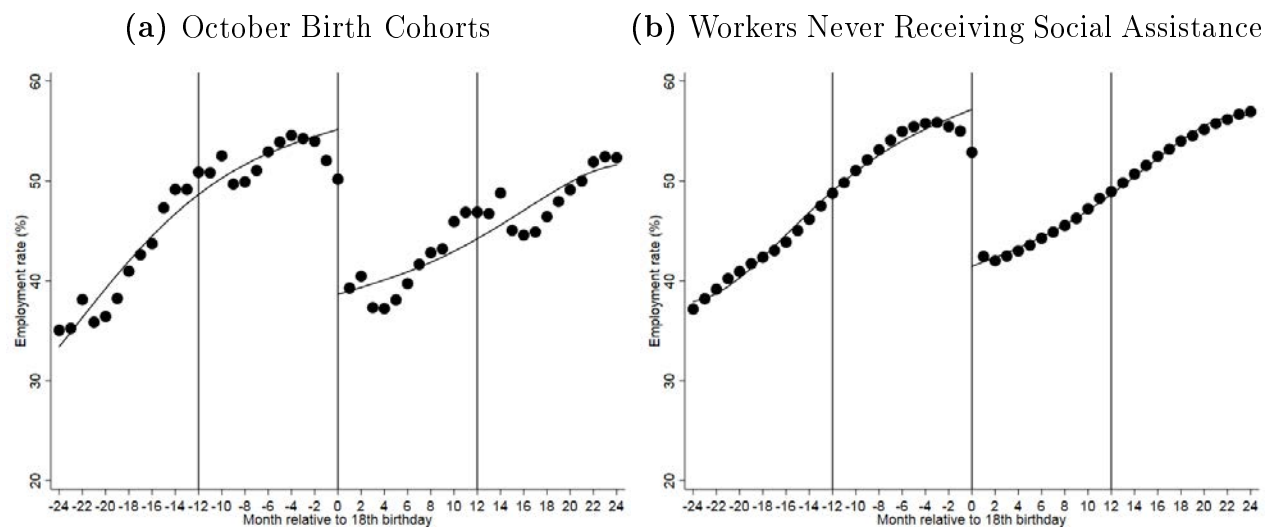 (a) October Birth Cohorts
Employment rate (%)
60
50
40
30
20
-24 -22 -20 -18 -16 -14 -12 -10 -8 -6 -4 -2 0 2 4 6 8 10 12 14 16 18 20 22 24
Month relative to 18th birthday
(b) Workers Never Receiving Social Assistance
Employment rate (%)
60
50
40
30
20
-24 -22 -20 -18 -16 -14 -12 -10 -8 -6 -4 -2 0 2 4 6 8 10 12 14 16 18 20 22 24
Month relative to 18th birthday